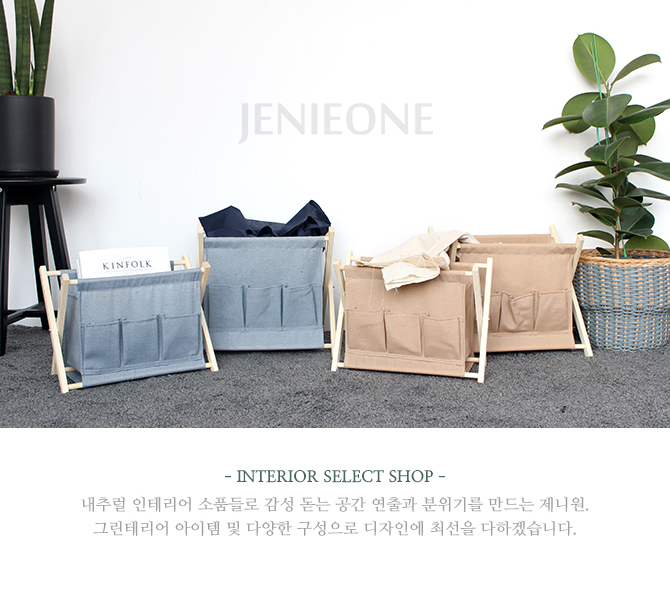 JENIEONE
KINFOLK
- INTERIOR SELECT SHOP -
내추럴 인테리어 소품들로 감성 돋는 공간 연출과 분위기를 만드는 제니원.
그린테리어 아이템 및 다양한 구성으로 디자인에 최선을 다하겠습니다.